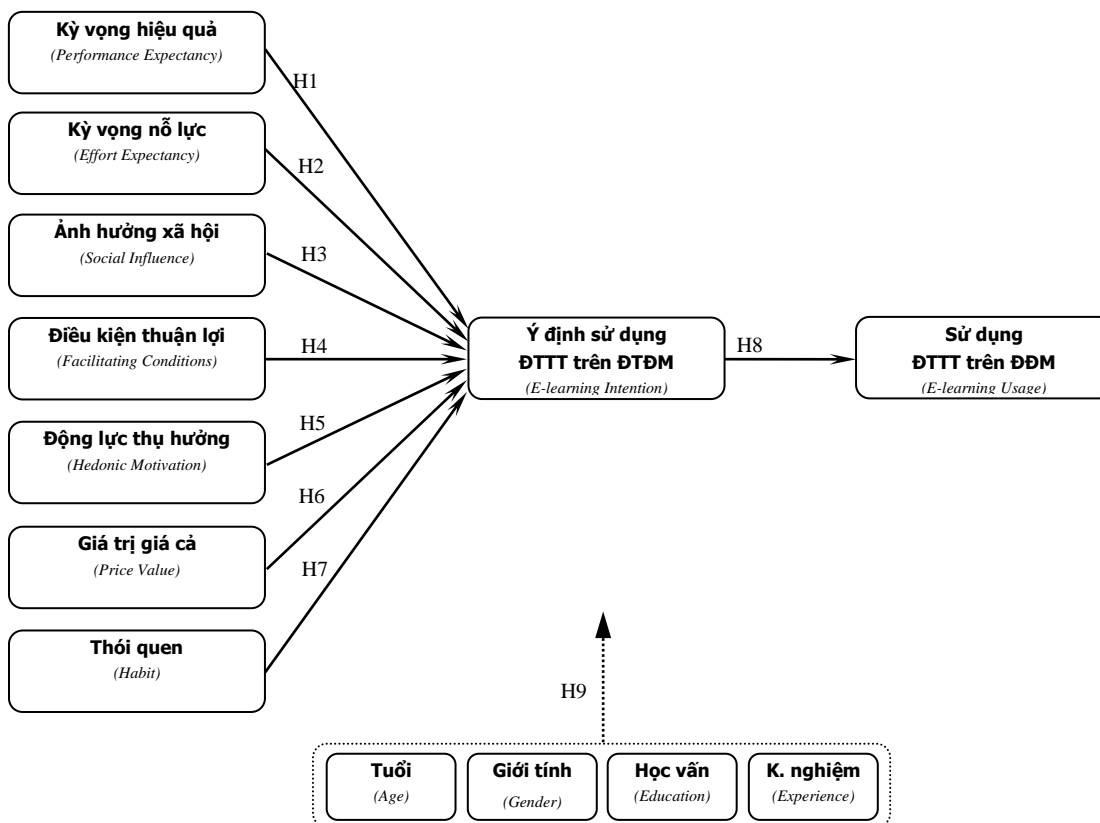 Kỳ vọng hiệu quả
(Performance Expectancy)
H1
Kỳ vọng nỗ lực
(Effort Expectancy)
H2
Ảnh hưởng xã hội
(Social Influence)
H3
Điều kiện thuận lợi
(Facilitating Conditions)
H4
Động lực thụ hưởng
(Hedonic Motivation)
H5
Giá trị giá cả
(Price Value)
H6
Thói quen
(Habit)
H7
Ý định sử dụng
ĐTTT trên ĐTĐM
(E-learning Intention)
H8
Sử dụng
ĐTTT trên ĐĐM
(E-learning Usage)
H9
Tuổi
(Age)
Giới tính
(Gender)
Học vấn
(Education)
K. nghiệm
(Experience)